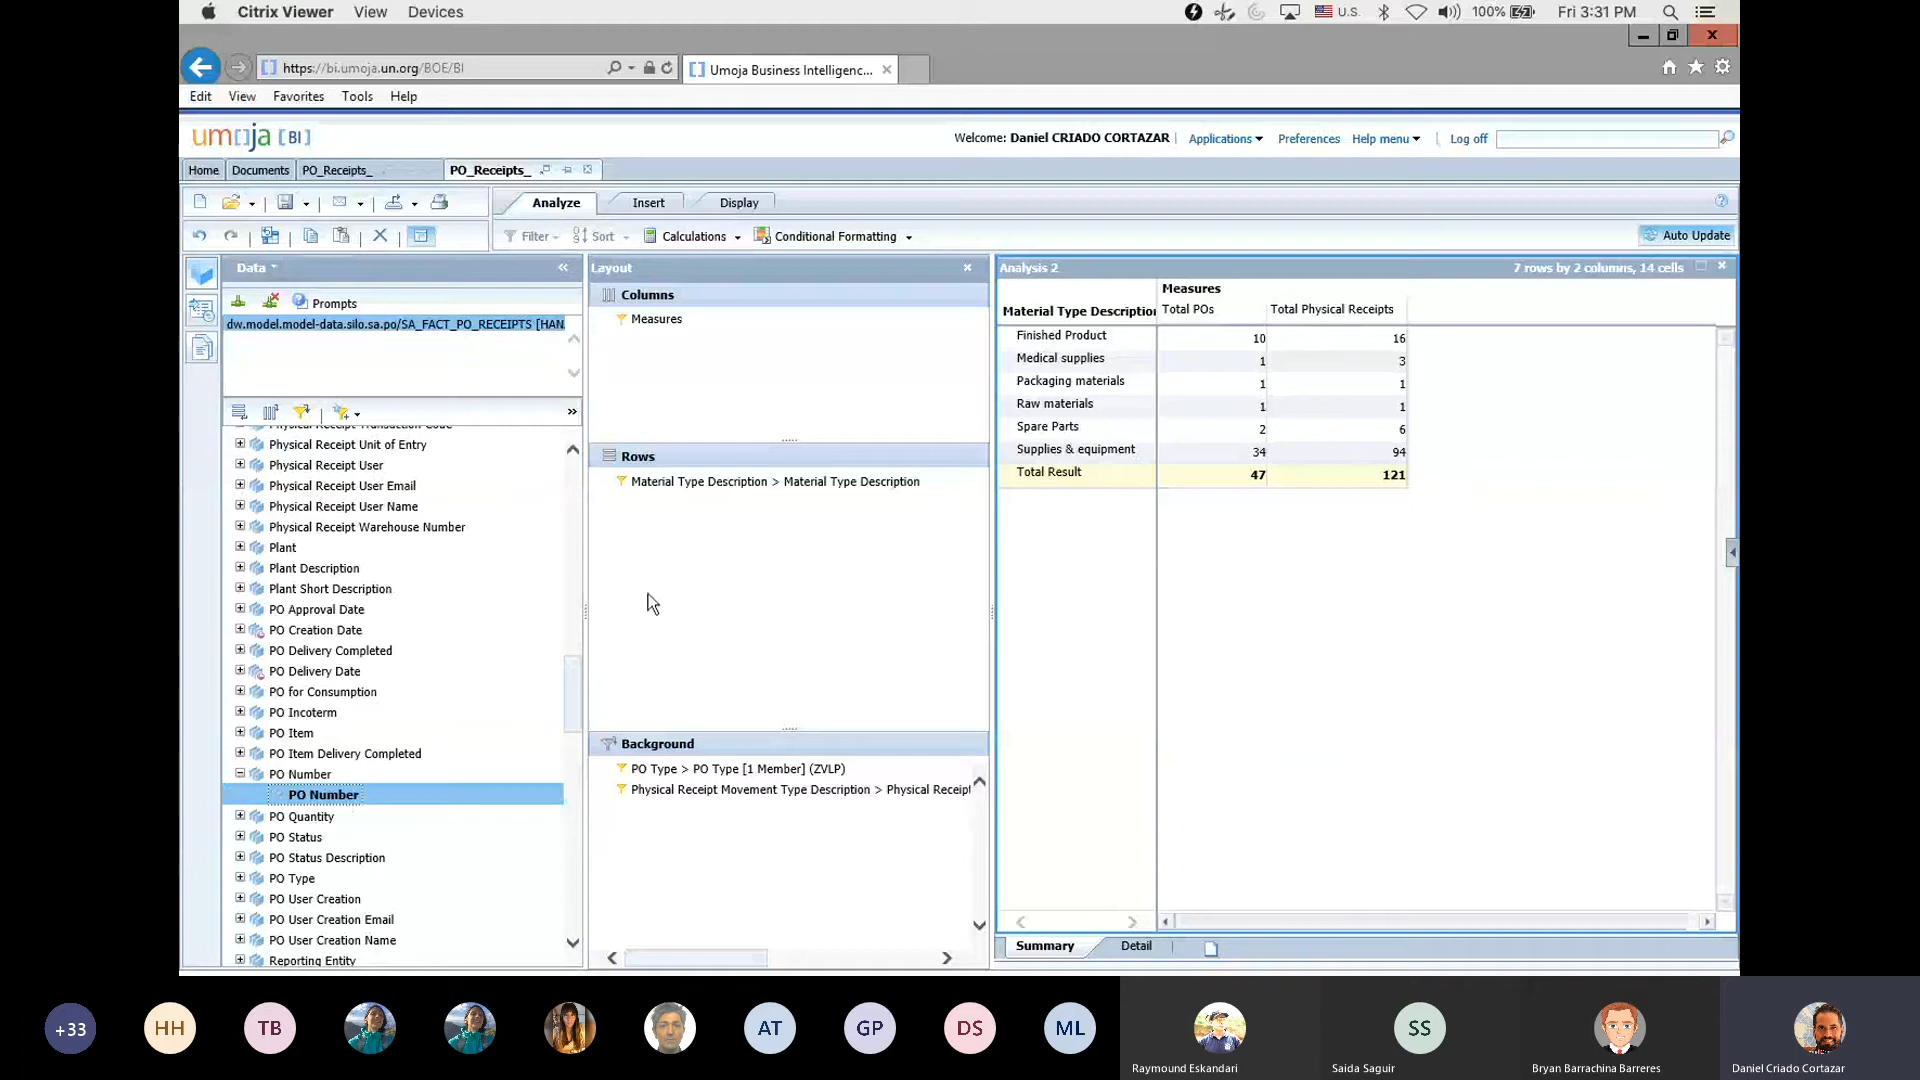 Citrix Viewer View Devices
U.S. 100% Fri 3:31 PM
https://bi.umoja.un.org/BOE/BI
Umoja Business Intelligenc...
Edit View Favorites Tools Help
um[]ja [BI]
Welcome: Daniel CRIADO CORTAZAR Applications Preferences Help menu Log off
Home Documents PO_Receipts_ PO_Receipts_
Analyze Insert Display
Filter Sort Calculations Conditional Formatting Auto Update
Data
Prompts
dw.model.model-data.silo.sa.po/SA_FACT_PO_RECEIPTS [HAN
Physical Receipt Transaction Code
Physical Receipt Unit of Entry
Physical Receipt User
Physical Receipt User Email
Physical Receipt User Name
Physical Receipt Warehouse Number
Plant
Plant Description
Plant Short Description
PO Approval Date
PO Creation Date
PO Delivery Completed
PO Delivery Date
PO for Consumption
PO Incoterm
PO Item
PO Item Delivery Completed
PO Number
PO Number
PO Quantity
PO Status
PO Status Description
PO Type
PO User Creation
PO User Creation Email
PO User Creation Name
Reporting Entity
Layout
Columns
Measures
Rows
Material Type Description > Material Type Description
Background
PO Type > PO Type [1 Member] (ZVLP)
Physical Receipt Movement Type Description > Physical Receipt
Analysis 2 7 rows by 2 columns, 14 cells
Measures
Material Type Description Total POs Total Physical Receipts
Finished Product 10 16
Medical supplies 1 3
Packaging materials 1 1
Raw materials 1 1
Spare Parts 2 6
Supplies & equipment 34 94
Total Result 47 121
Summary Detail
+33 HH TB AT GP DS ML SS
Raymound Eskandari Saida Saguir Bryan Barrachina Barreres Daniel Criado Cortazar